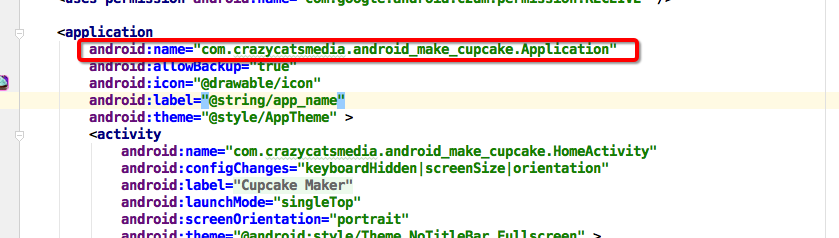 <uses-permission android:name="com.google.android.c2dm.permission.RECEIVE" />
<application
android:name="com.crazycatsmedia.android_make_cupcake.Application"
android:allowBackup="true"
android:icon="@drawable/icon"
android:label="@string/app_name"
android:theme="@style/AppTheme" >
<activity
android:name="com.crazycatsmedia.android_make_cupcake.HomeActivity"
android:configChanges="keyboardHidden|screenSize|orientation"
android:label="Cupcake Maker"
android:launchMode="singleTop"
android:screenOrientation="portrait"
android:theme="@android:style/Theme.NoTitleBar.Fullscreen" >